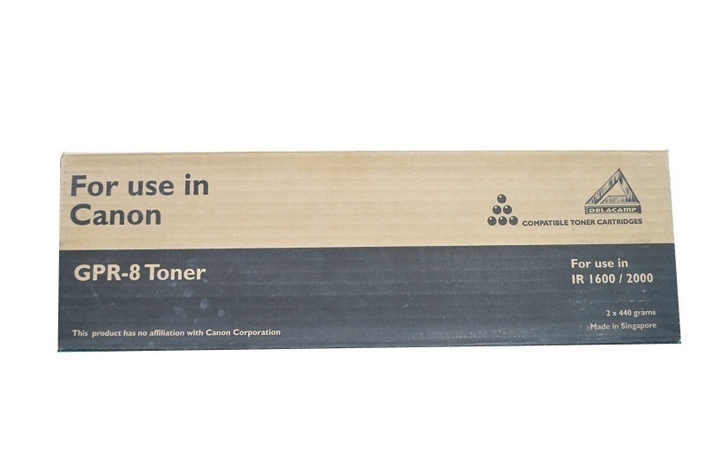 For use in
Canon
DELACAMP
COMPATIBLE TONER CARTRIDGES
GPR-8 Toner
For use in
IR 1600 / 2000
2 x 440 grams
Made in Singapore
This product has no affiliation with Canon Corporation